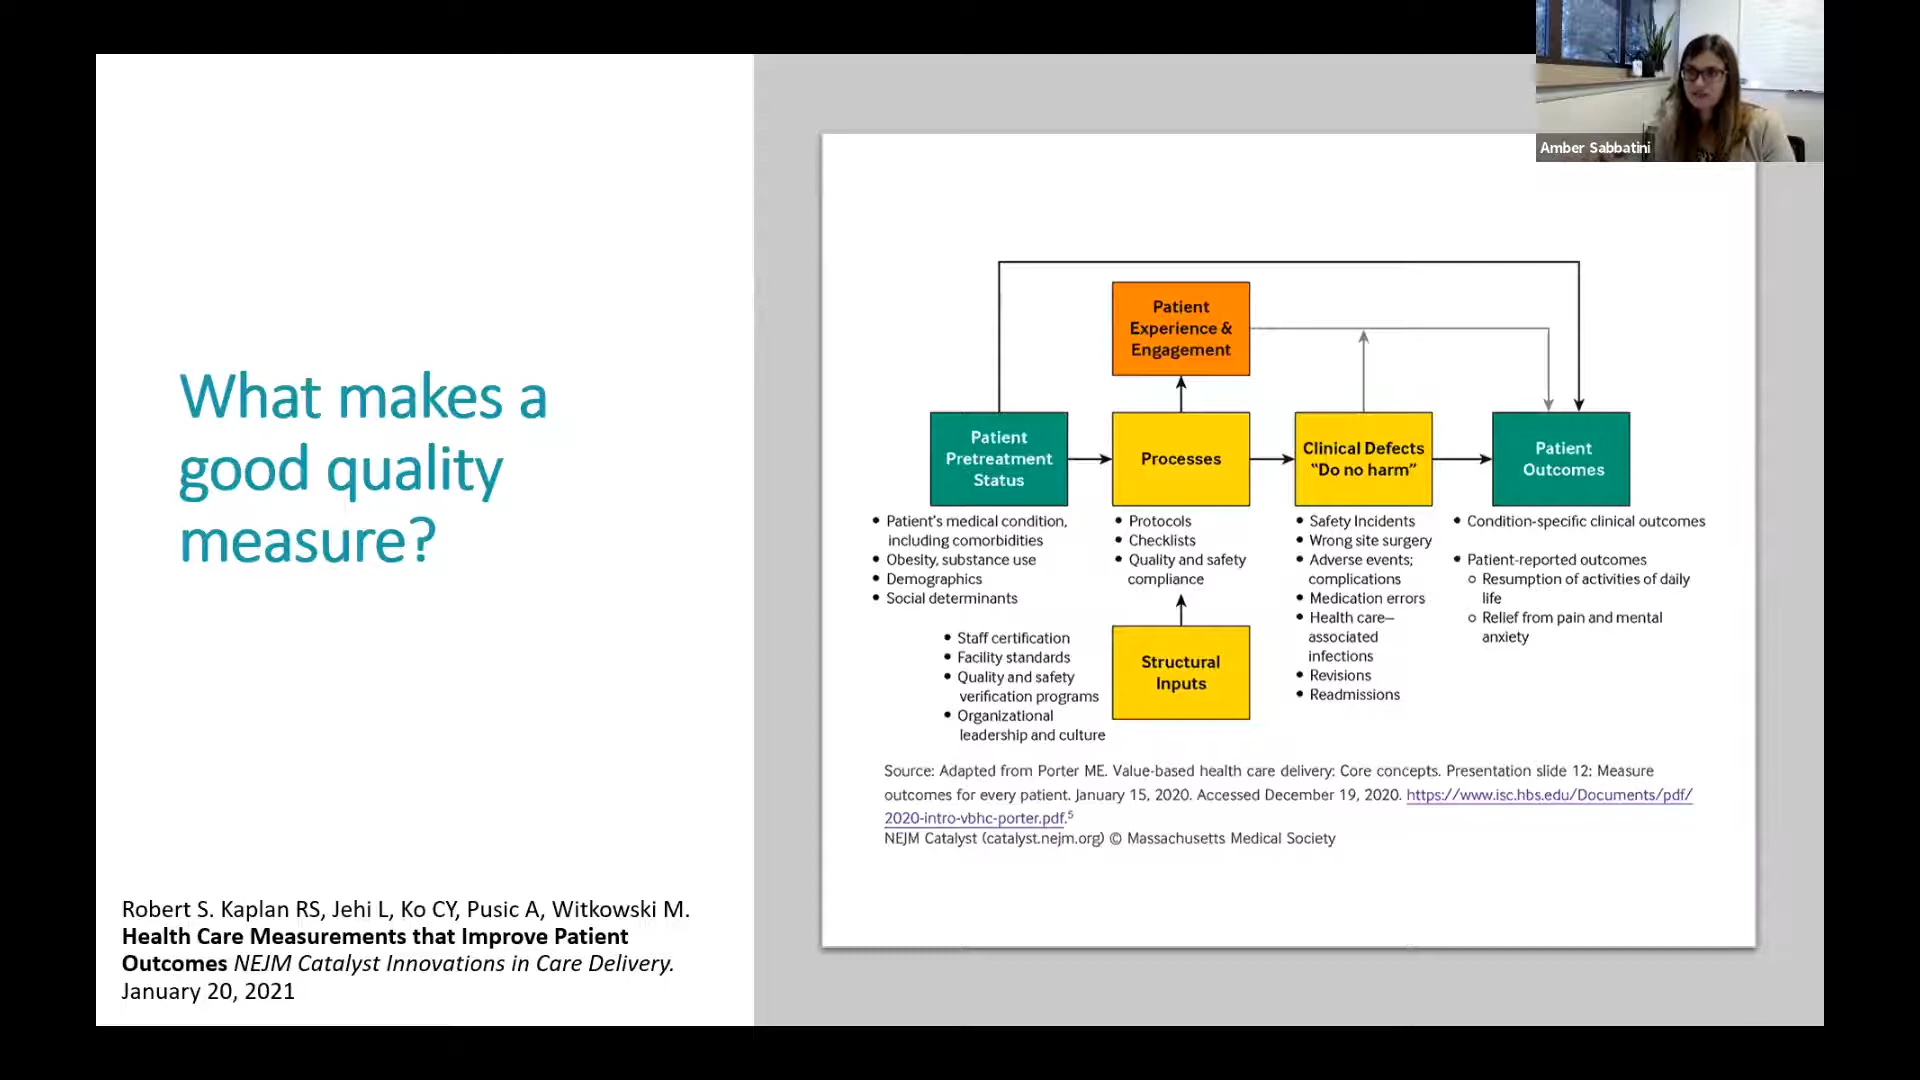 Amber Sabbatini
What makes a
good quality
measure?
Robert S. Kaplan RS, Jehi L, Ko CY, Pusic A, Witkowski M.
Health Care Measurements that Improve Patient
Outcomes NEJM Catalyst Innovations in Care Delivery.
January 20, 2021
Patient
Experience &
Engagement
Patient
Pretreatment
Status
Processes
Clinical Defects
"Do no harm"
Patient
Outcomes
• Patient's medical condition,
including comorbidities
• Obesity, substance use
• Demographics
• Social determinants
• Protocols
• Checklists
• Quality and safety
compliance
• Safety Incidents
• Wrong site surgery
• Adverse events;
complications
• Medication errors
• Health care–
associated
infections
• Revisions
• Readmissions
• Condition-specific clinical outcomes
• Patient-reported outcomes
○ Resumption of activities of daily
life
○ Relief from pain and mental
anxiety
• Staff certification
• Facility standards
• Quality and safety
verification programs
• Organizational
leadership and culture
Structural
Inputs
Source: Adapted from Porter ME. Value-based health care delivery: Core concepts. Presentation slide 12: Measure
outcomes for every patient. January 15, 2020. Accessed December 19, 2020. https://www.isc.hbs.edu/Documents/pdf/
2020-intro-vbhc-porter.pdf.⁵
NEJM Catalyst (catalyst.nejm.org) © Massachusetts Medical Society